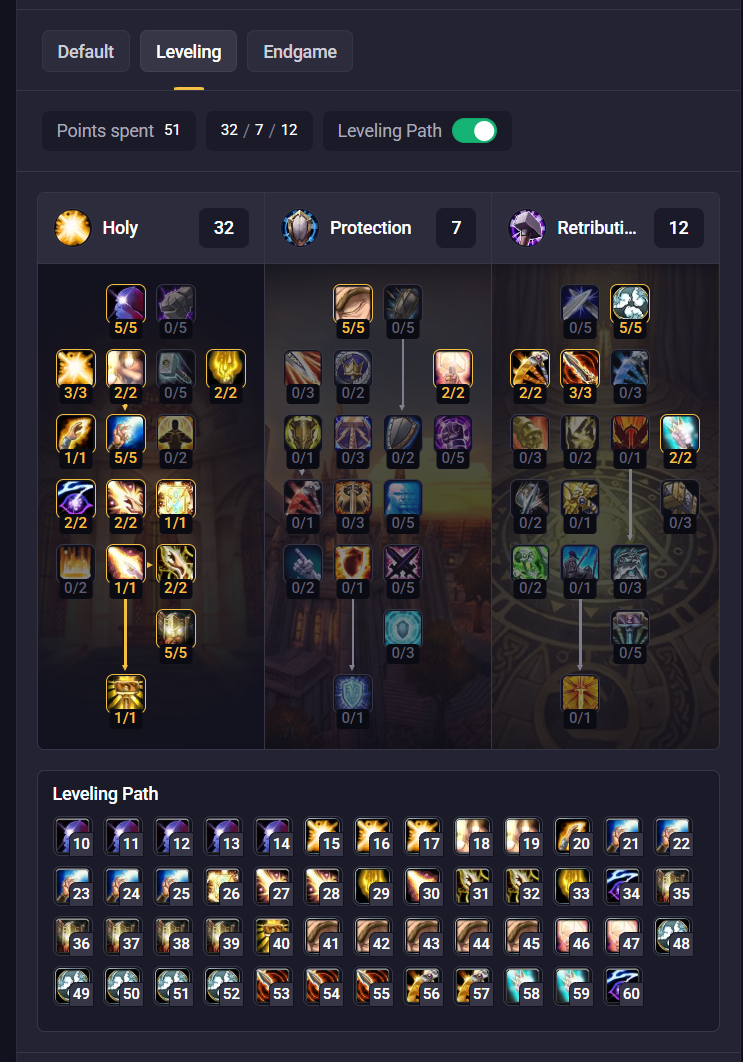 Default Leveling Endgame
Points spent 51 32 / 7 / 12 Leveling Path
Holy 32 Protection 7 Retributi... 12
5/5 0/5 5/5 0/5 0/5 5/5
3/3 2/2 0/5 2/2 0/3 0/2 2/2 2/2 3/3 0/3
1/1 5/5 0/2 0/1 0/3 0/2 0/5 0/3 0/2 0/1 2/2
2/2 2/2 1/1 0/1 0/3 0/5 0/2 0/1 0/3
0/2 1/1 2/2 0/2 0/1 0/5 0/2 0/1 0/3
5/5 0/3 0/5
1/1 0/1 0/1
Leveling Path
10 11 12 13 14 15 16 17 18 19 20 21 22
23 24 25 26 27 28 29 30 31 32 33 34 35
36 37 38 39 40 41 42 43 44 45 46 47 48
49 50 51 52 53 54 55 56 57 58 59 60